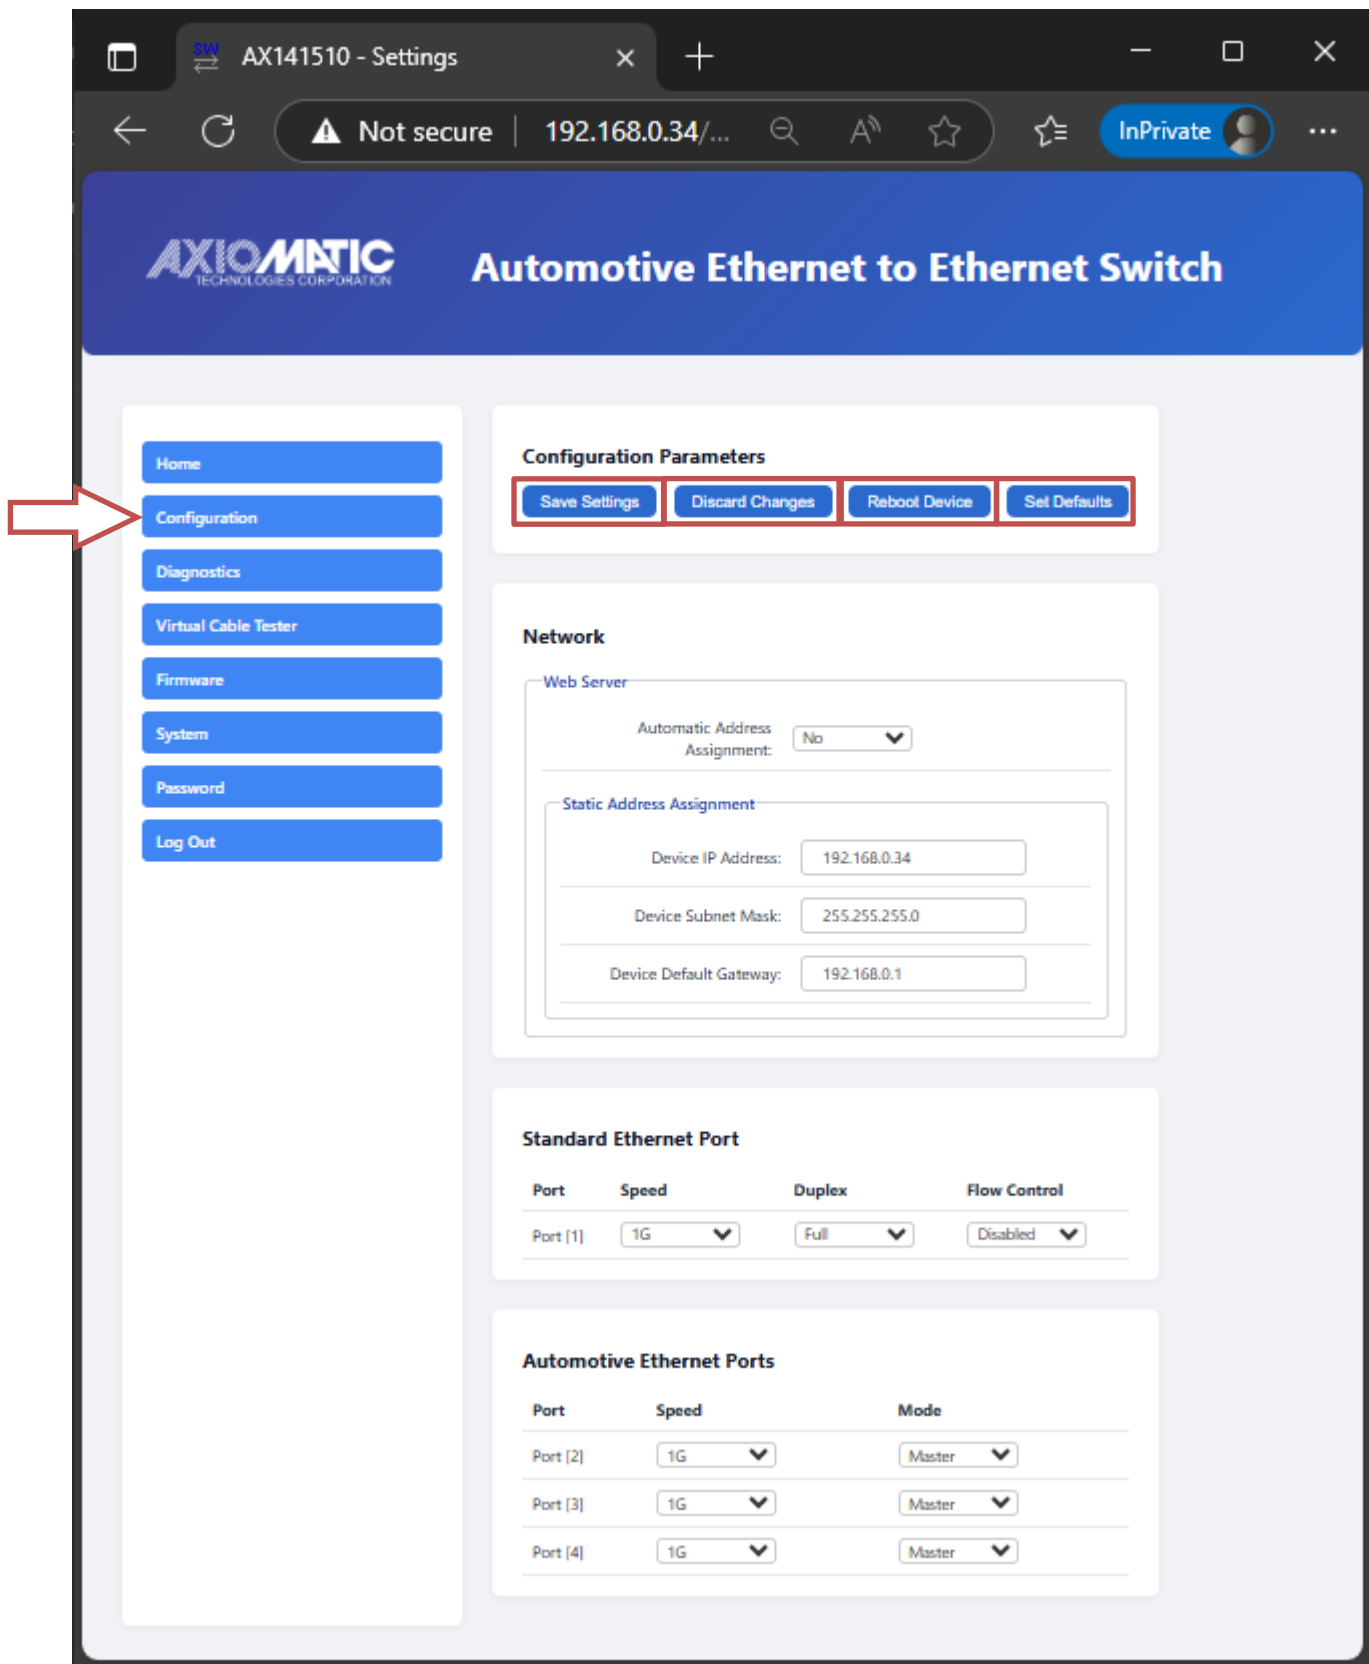 SW
AX141510 - Settings
Not secure
192.168.0.34/...
InPrivate
AXIOMATIC
TECHNOLOGIES CORPORATION
Automotive Ethernet to Ethernet Switch
Home
Configuration
Diagnostics
Virtual Cable Tester
Firmware
System
Password
Log Out
Configuration Parameters
Save Settings Discard Changes Reboot Device Set Defaults
Network
Web Server
Automatic Address
Assignment: No
Static Address Assignment
Device IP Address: 192.168.0.34
Device Subnet Mask: 255.255.255.0
Device Default Gateway: 192.168.0.1
Standard Ethernet Port
Port Speed Duplex Flow Control
Port [1] 1G Full Disabled
Automotive Ethernet Ports
Port Speed Mode
Port [2] 1G Master
Port [3] 1G Master
Port [4] 1G Master